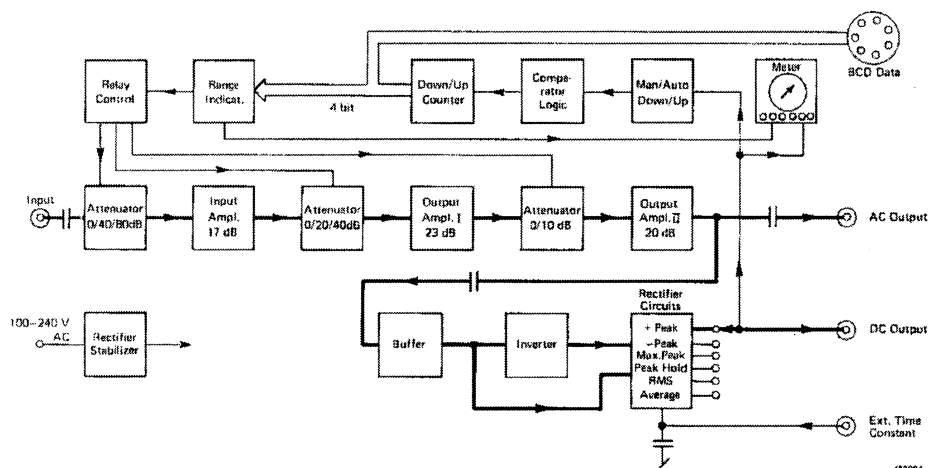 BCD Data
Meter
Relay
Control
Range
Indicat.
4 bit
Down/Up
Counter
Compe-
rator
Logic
Man/Auto
Down/Up
Input
Attenuator
0/40/80dB
Input
Ampl.
17 dB
Attenuator
0/20/40dB
Output
Ampl. I
23 dB
Attenuator
0/10 dB
Output
Ampl. II
20 dB
AC Output
100–240 V
AC
Rectifier
Stabilizer
Buffer
Inverter
Rectifier
Circuits
+ Peak
–Peak
Max. Peak
Peak Hold
RMS
Average
DC Output
Ext. Time
Constant